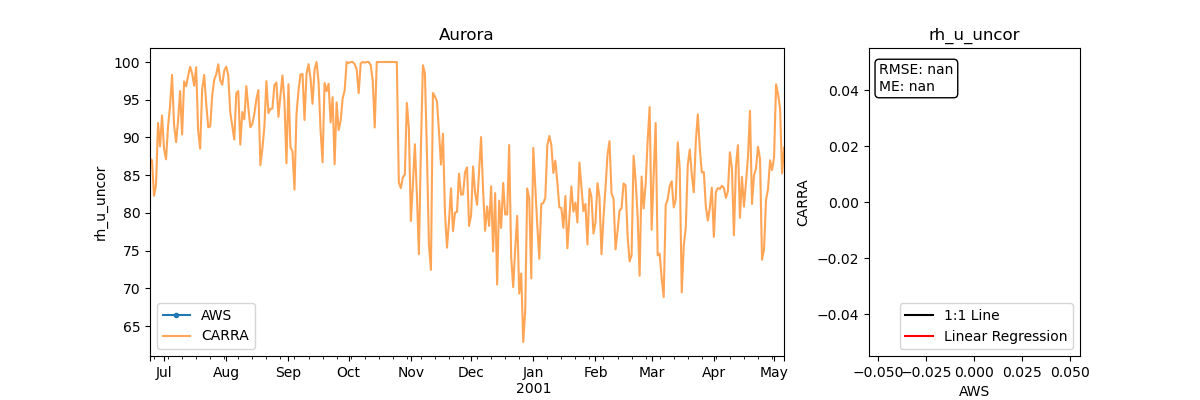 Aurora
rh_u_uncor
100
95
90
85
80
75
70
65
rh_u_uncor
AWS
CARRA
Jul Aug Sep Oct Nov Dec Jan Feb Mar Apr May
2001
rh_u_uncor
RMSE: nan
ME: nan
0.04
0.02
0.00
−0.02
−0.04
CARRA
1:1 Line
Linear Regression
−0.050 −0.025 0.000 0.025 0.050
AWS